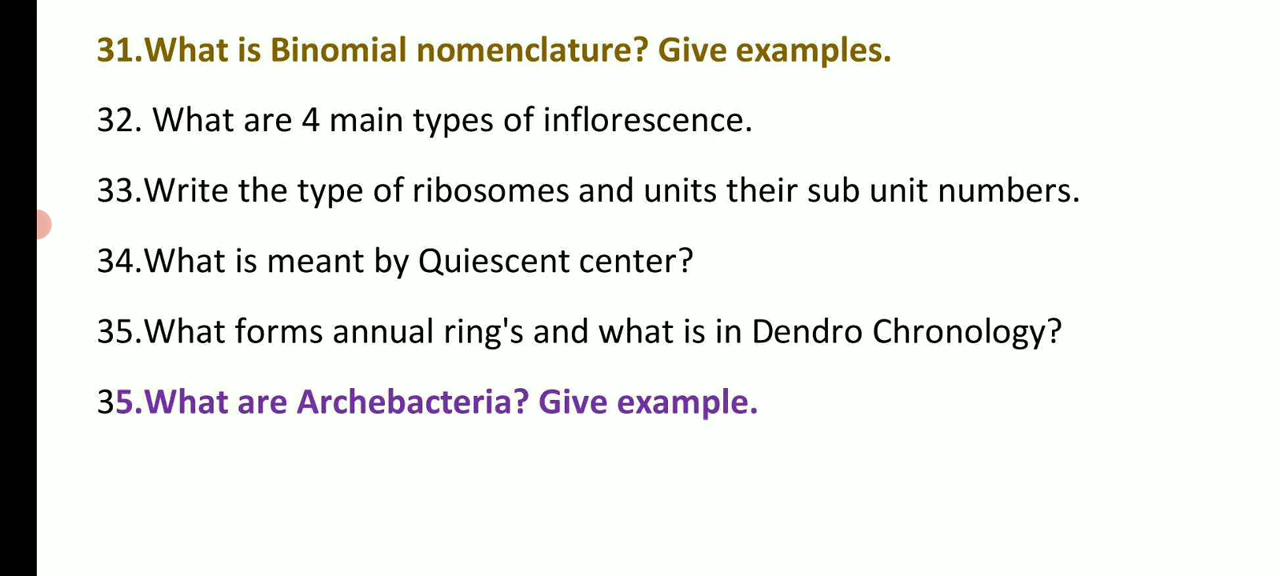 31.What is Binomial nomenclature? Give examples.
32. What are 4 main types of inflorescence.
33.Write the type of ribosomes and units their sub unit numbers.
34.What is meant by Quiescent center?
35.What forms annual ring's and what is in Dendro Chronology?
35.What are Archebacteria? Give example.